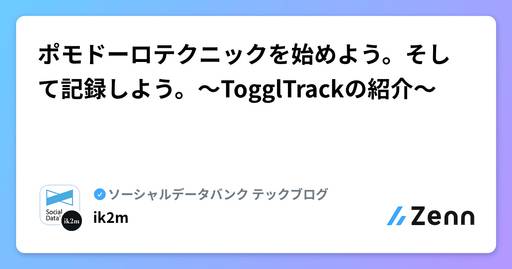 ポモドーロテクニックを始めよう。そし
て記録しよう。〜TogglTrackの紹介〜
ソーシャルデータバンク テックブログ
ik2m
Social
Data
ik2m
Zenn